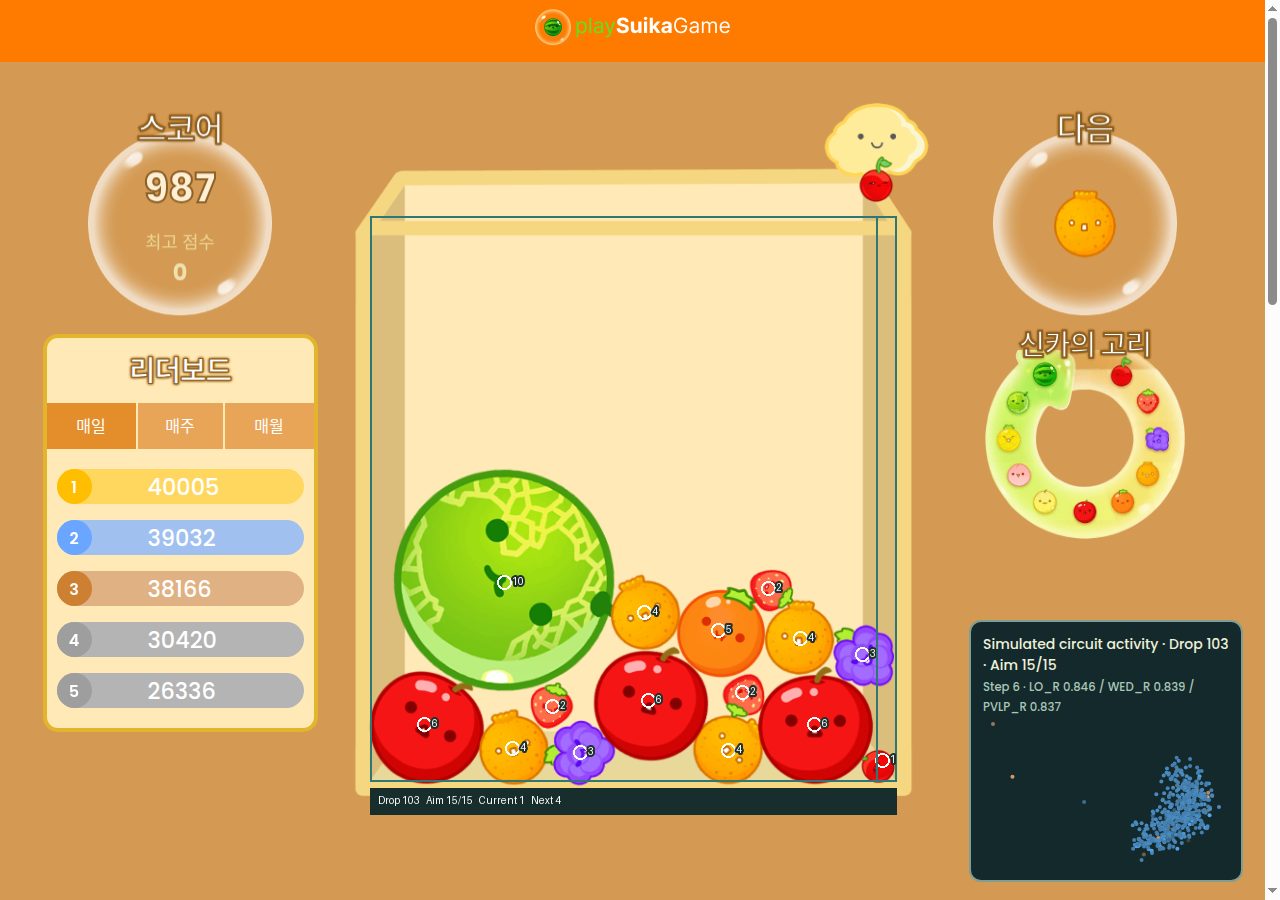 playSuikaGame
스코어
987
최고 점수
0
다음
리더보드
매일 매주 매월
1 40005
2 39032
3 38166
4 30420
5 26336
신카의 고리
10
4
5
2
4
3
6
2
4
3
6
2
4
6
1
Drop 103 Aim 15/15 Current 1 Next 4
Simulated circuit activity · Drop 103
· Aim 15/15
Step 6 · LO_R 0.846 / WED_R 0.839 /
PVLP_R 0.837